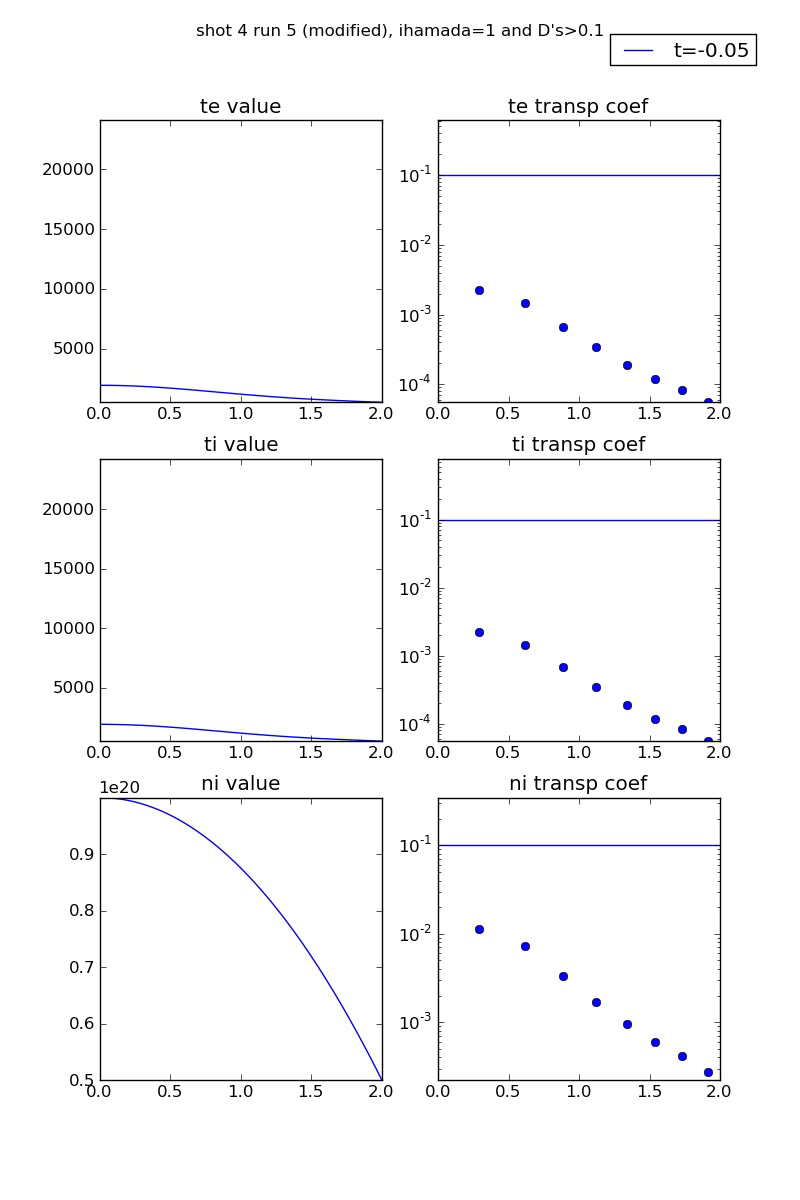 shot 4 run 5 (modified), ihamada=1 and D's>0.1
t=-0.05
te value
20000
15000
10000
5000
0.0 0.5 1.0 1.5 2.0
te transp coef
10^-1
10^-2
10^-3
10^-4
0.0 0.5 1.0 1.5 2.0
ti value
20000
15000
10000
5000
0.0 0.5 1.0 1.5 2.0
ti transp coef
10^-1
10^-2
10^-3
10^-4
0.0 0.5 1.0 1.5 2.0
ni value
1e20
0.9
0.8
0.7
0.6
0.5
0.0 0.5 1.0 1.5 2.0
ni transp coef
10^-1
10^-2
10^-3
0.0 0.5 1.0 1.5 2.0